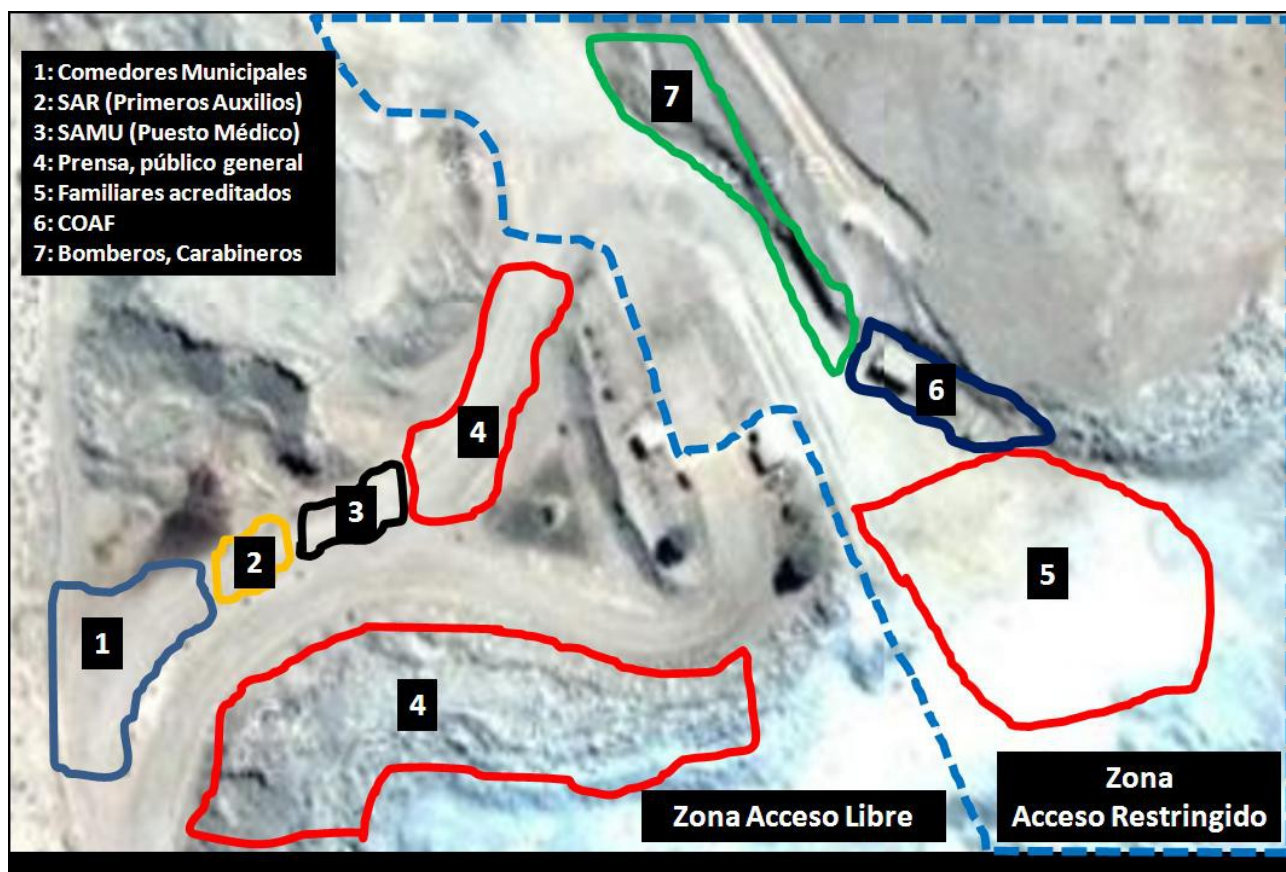 1: Comedores Municipales
2: SAR (Primeros Auxilios)
3: SAMU (Puesto Médico)
4: Prensa, público general
5: Familiares acreditados
6: COAF
7: Bomberos, Carabineros
7
6
4
3
2
5
1
4
Zona Acceso Libre
Zona
Acceso Restringido